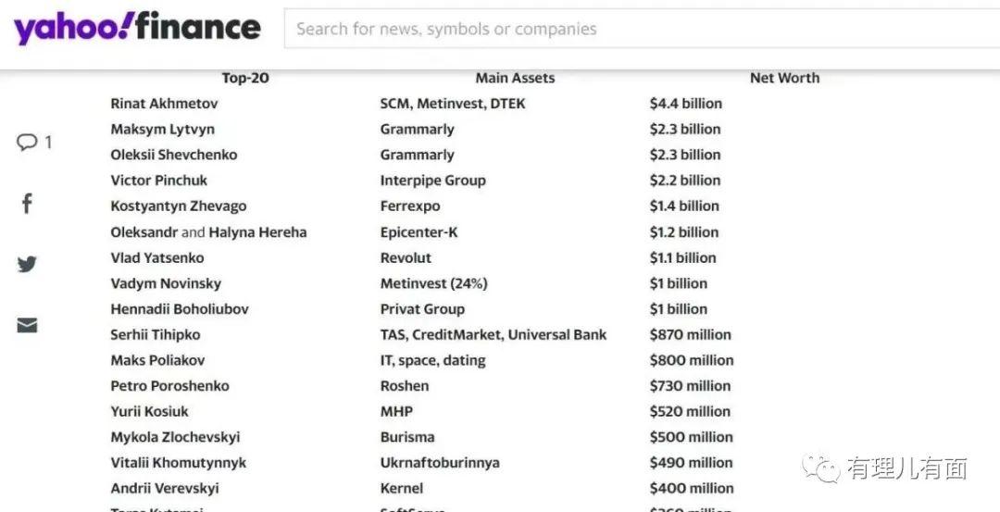 yahoo!finance
Search for news, symbols or companies
Top-20 Main Assets Net Worth
Rinat Akhmetov SCM, Metinvest, DTEK $4.4 billion
Maksym Lytvyn Grammarly $2.3 billion
1
Oleksii Shevchenko Grammarly $2.3 billion
Victor Pinchuk Interpipe Group $2.2 billion
Kostyantyn Zhevago Ferrexpo $1.4 billion
Oleksandr and Halyna Hereha Epicenter-K $1.2 billion
Vlad Yatsenko Revolut $1.1 billion
Vadym Novinsky Metinvest (24%) $1 billion
Hennadii Boholiubov Privat Group $1 billion
Serhii Tihipko TAS, CreditMarket, Universal Bank $870 million
Maks Poliakov IT, space, dating $800 million
Petro Poroshenko Roshen $730 million
Yurii Kosiuk MHP $520 million
Mykola Zlochevskyi Burisma $500 million
Vitalii Khomutynnyk Ukrnaftoburinnya $490 million
有理儿有面
Andrii Verevskyi Kernel $400 million